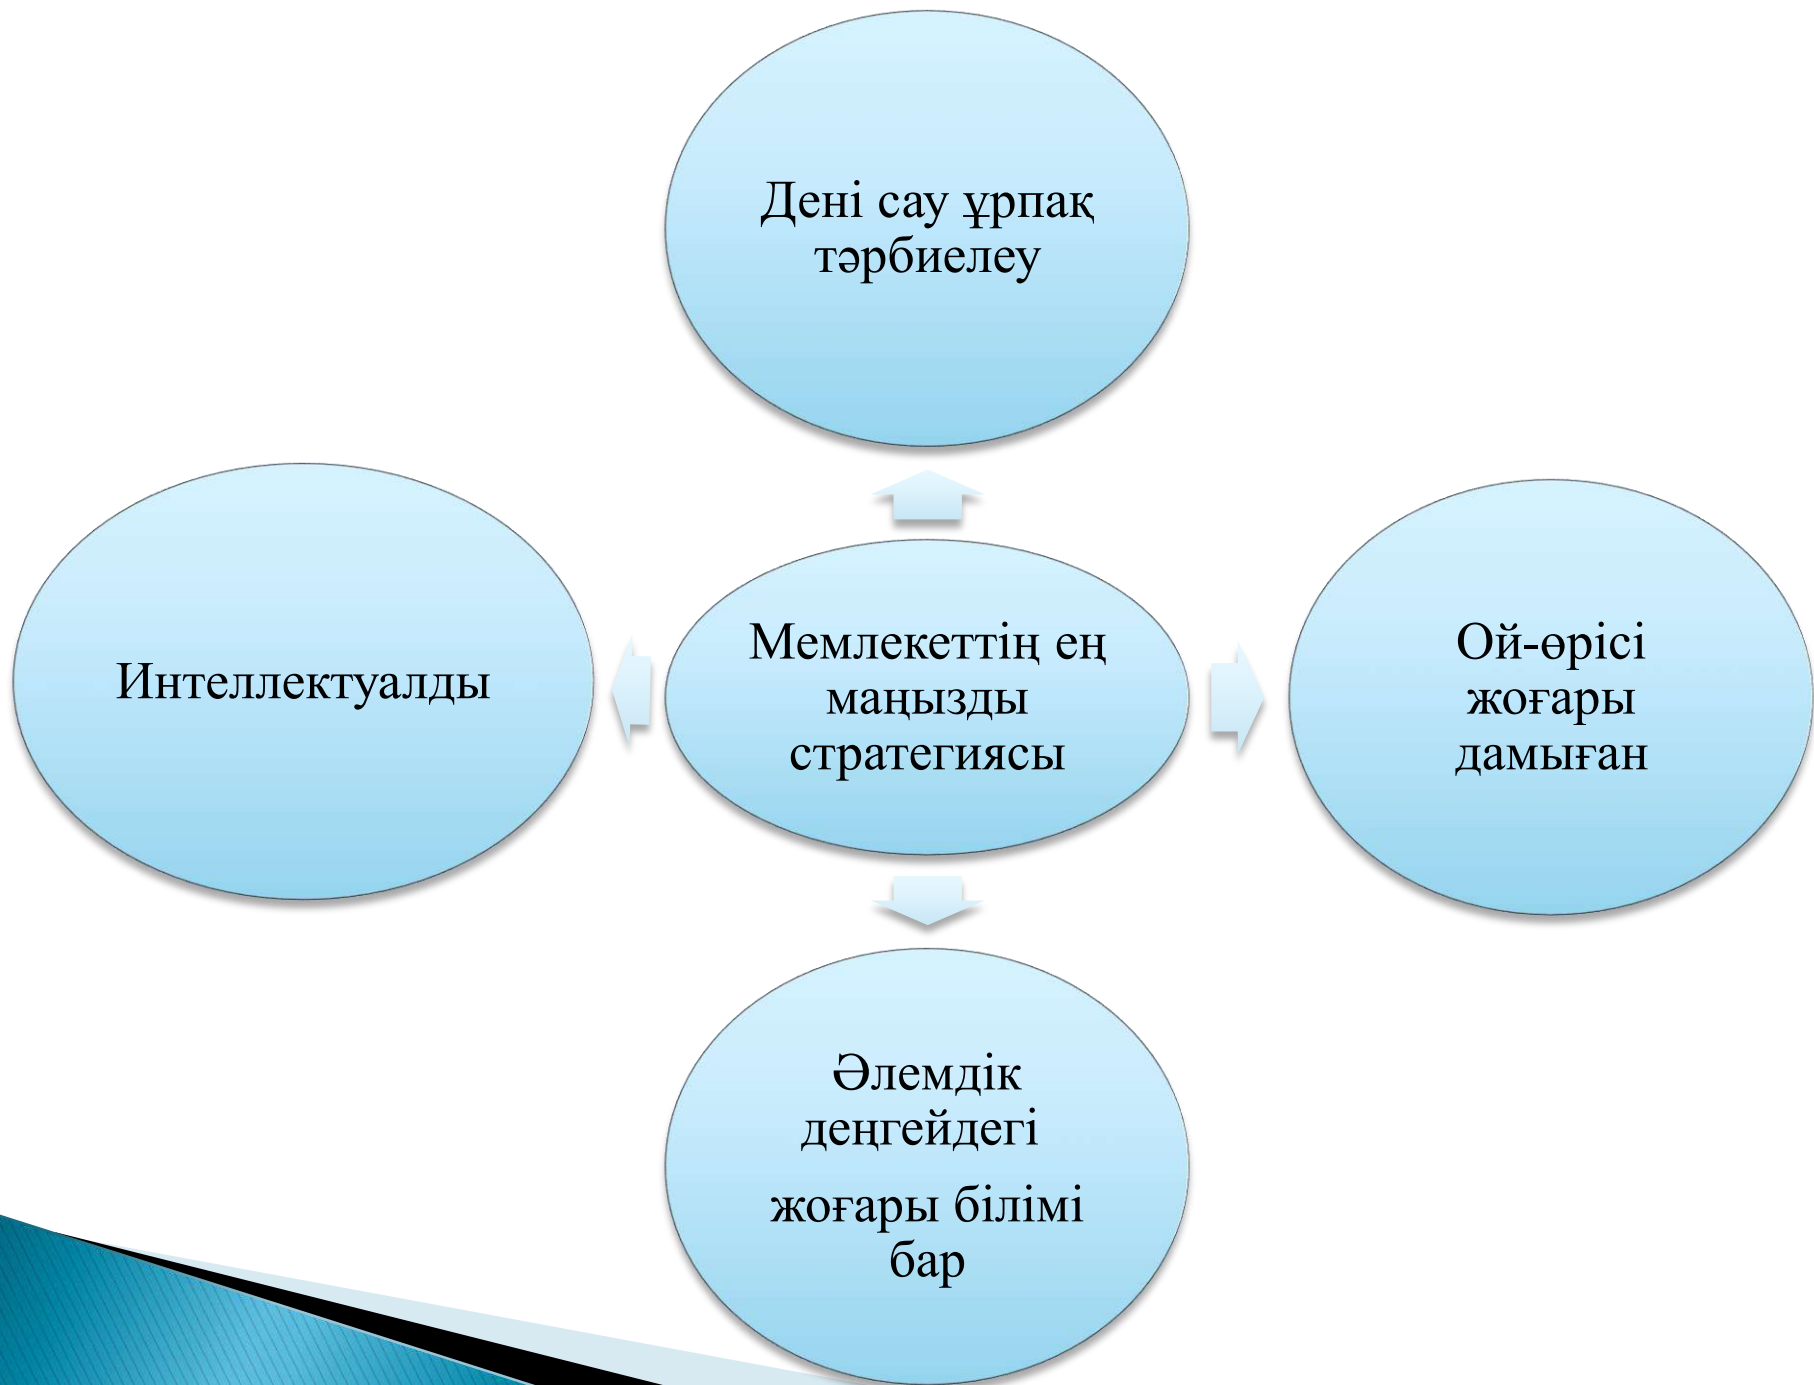 Дені сау ұрпақ
тәрбиелеу
Интеллектуалды
Мемлекеттің ең
маңызды
стратегиясы
Ой-өрісі
жоғары
дамыған
Әлемдік
деңгейдегі
жоғары білімі
бар